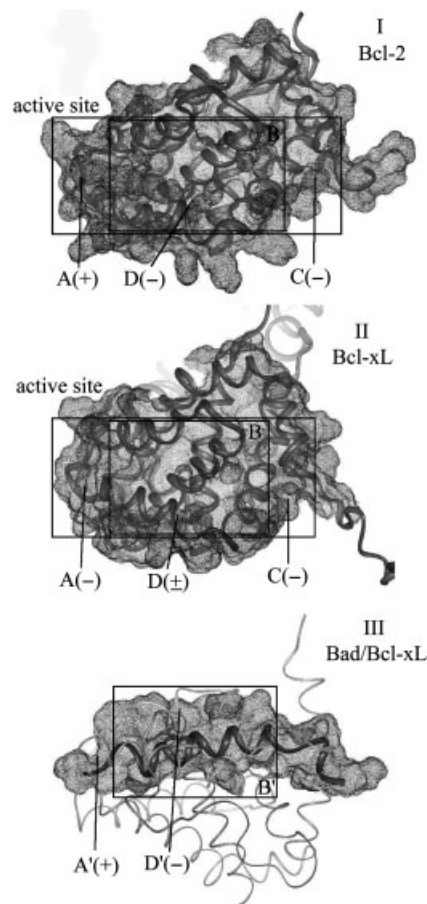 I
Bcl-2
active site
B
A(+) D(−) C(−)
II
Bcl-xL
active site
B
A(−) D(±) C(−)
III
Bad/Bcl-xL
B'
A'(+) D'(−)